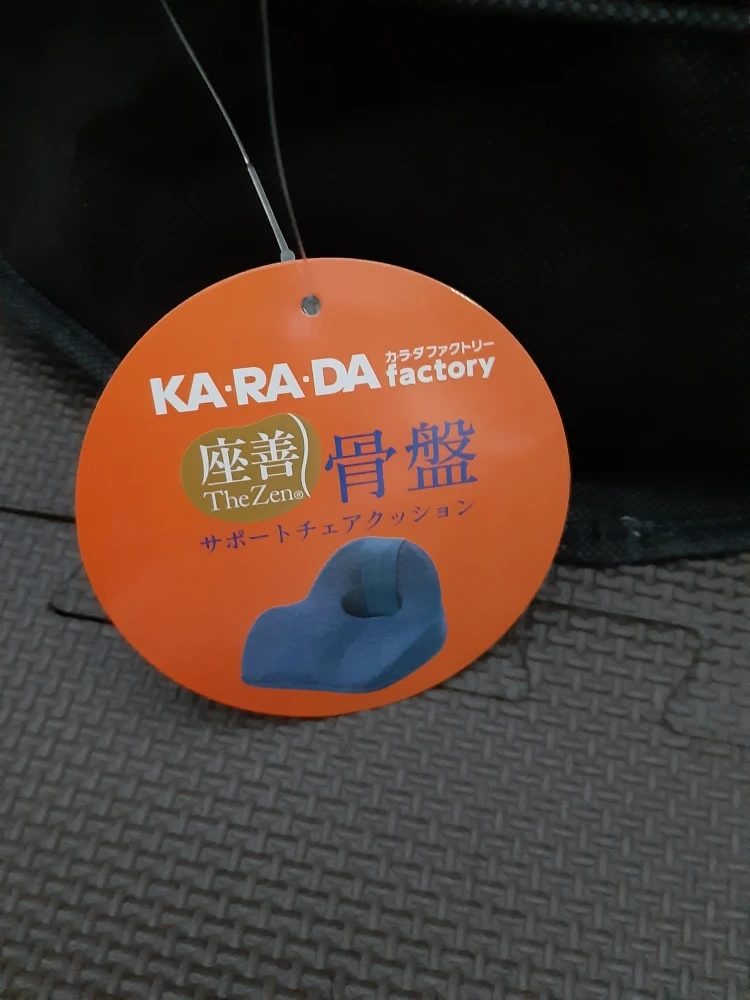 KA・RA・DA factory
カラダファクトリー
座善 骨盤
The Zen®
サポートチェアクッション